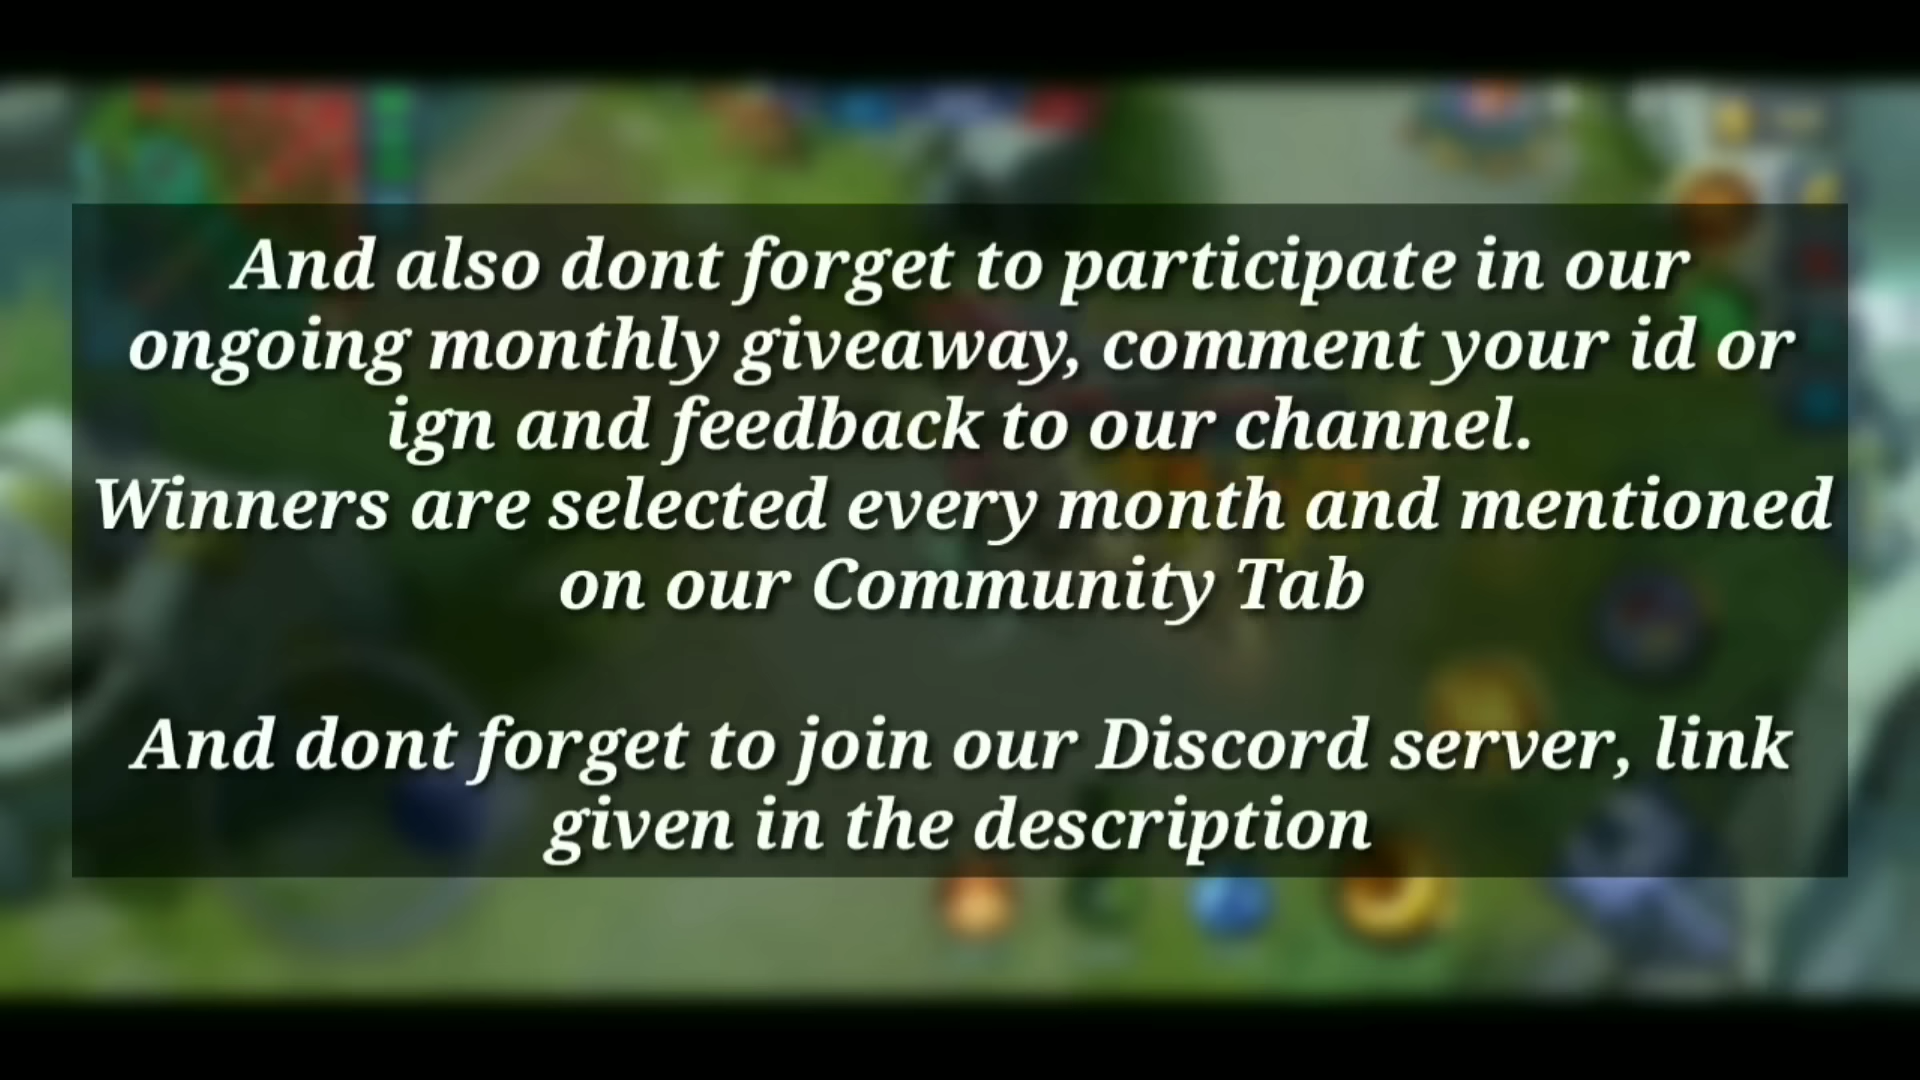 And also dont forget to participate in our
ongoing monthly giveaway, comment your id or
ign and feedback to our channel.
Winners are selected every month and mentioned
on our Community Tab
And dont forget to join our Discord server, link
given in the description